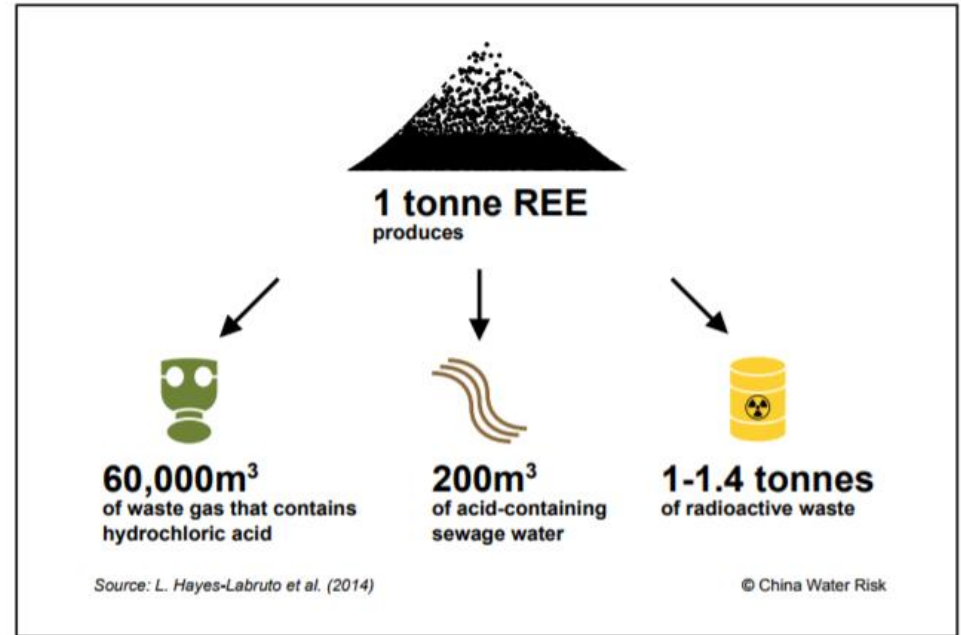 1 tonne REE
produces
60,000m³
of waste gas that contains
hydrochloric acid
200m³
of acid-containing
sewage water
1-1.4 tonnes
of radioactive waste
Source: L. Hayes-Labruto et al. (2014)
© China Water Risk